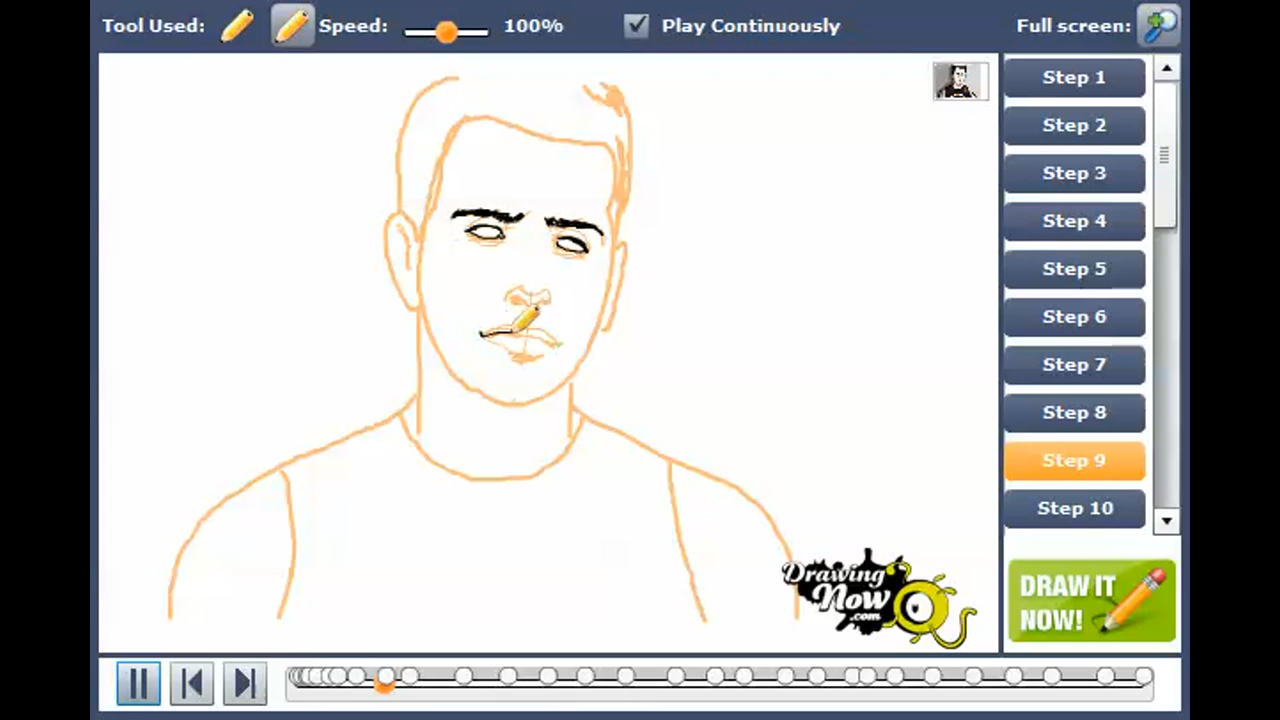 Tool Used:
Speed:
100%
Play Continuously
Full screen:
Step 1
Step 2
Step 3
Step 4
Step 5
Step 6
Step 7
Step 8
Step 9
Step 10
Drawing
Now
.com
DRAW IT
NOW!